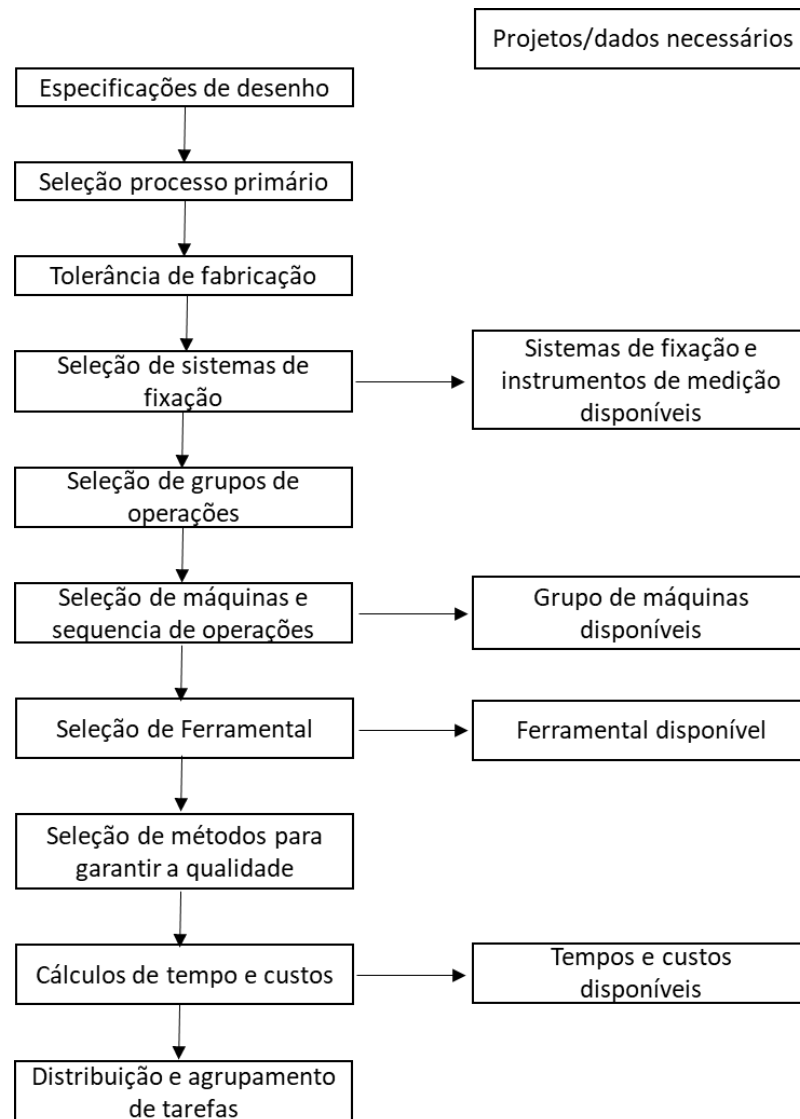 Projetos/dados necessários
Especificações de desenho
Seleção processo primário
Tolerância de fabricação
Seleção de sistemas de
fixação
Sistemas de fixação e
instrumentos de medição
disponíveis
Seleção de grupos de
operações
Seleção de máquinas e
sequencia de operações
Grupo de máquinas
disponíveis
Seleção de Ferramental
Ferramental disponível
Seleção de métodos para
garantir a qualidade
Cálculos de tempo e custos
Tempos e custos
disponíveis
Distribuição e agrupamento
de tarefas